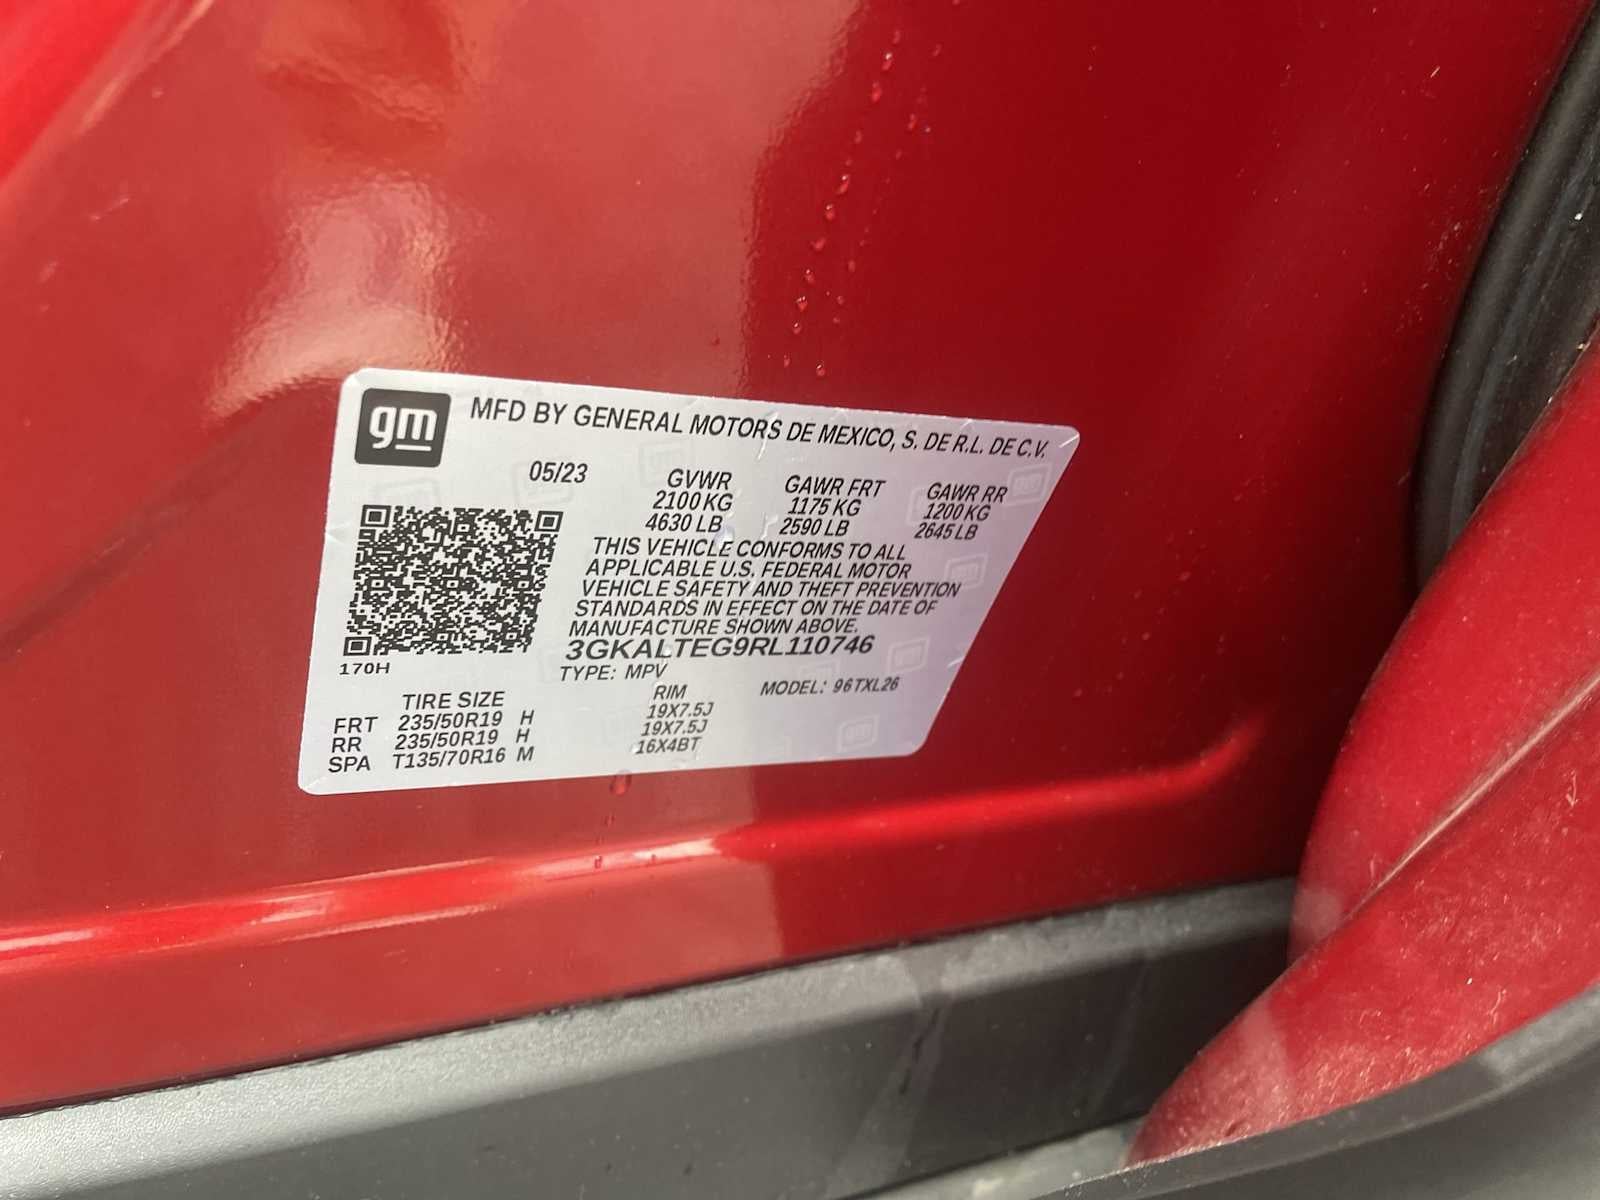 gm MFD BY GENERAL MOTORS DE MEXICO, S. DE R.L. DE C.V.
05/23 GVWR GAWR FRT GAWR RR
2100 KG 1175 KG 1200 KG
4630 LB 2590 LB 2645 LB
THIS VEHICLE CONFORMS TO ALL
APPLICABLE U.S. FEDERAL MOTOR
VEHICLE SAFETY AND THEFT PREVENTION
STANDARDS IN EFFECT ON THE DATE OF
MANUFACTURE SHOWN ABOVE.
3GKALTEG9RL110746
170H TYPE: MPV MODEL: 96TXL26
TIRE SIZE RIM
FRT 235/50R19 H 19X7.5J
RR 235/50R19 H 19X7.5J
SPA T135/70R16 M 16X4BT